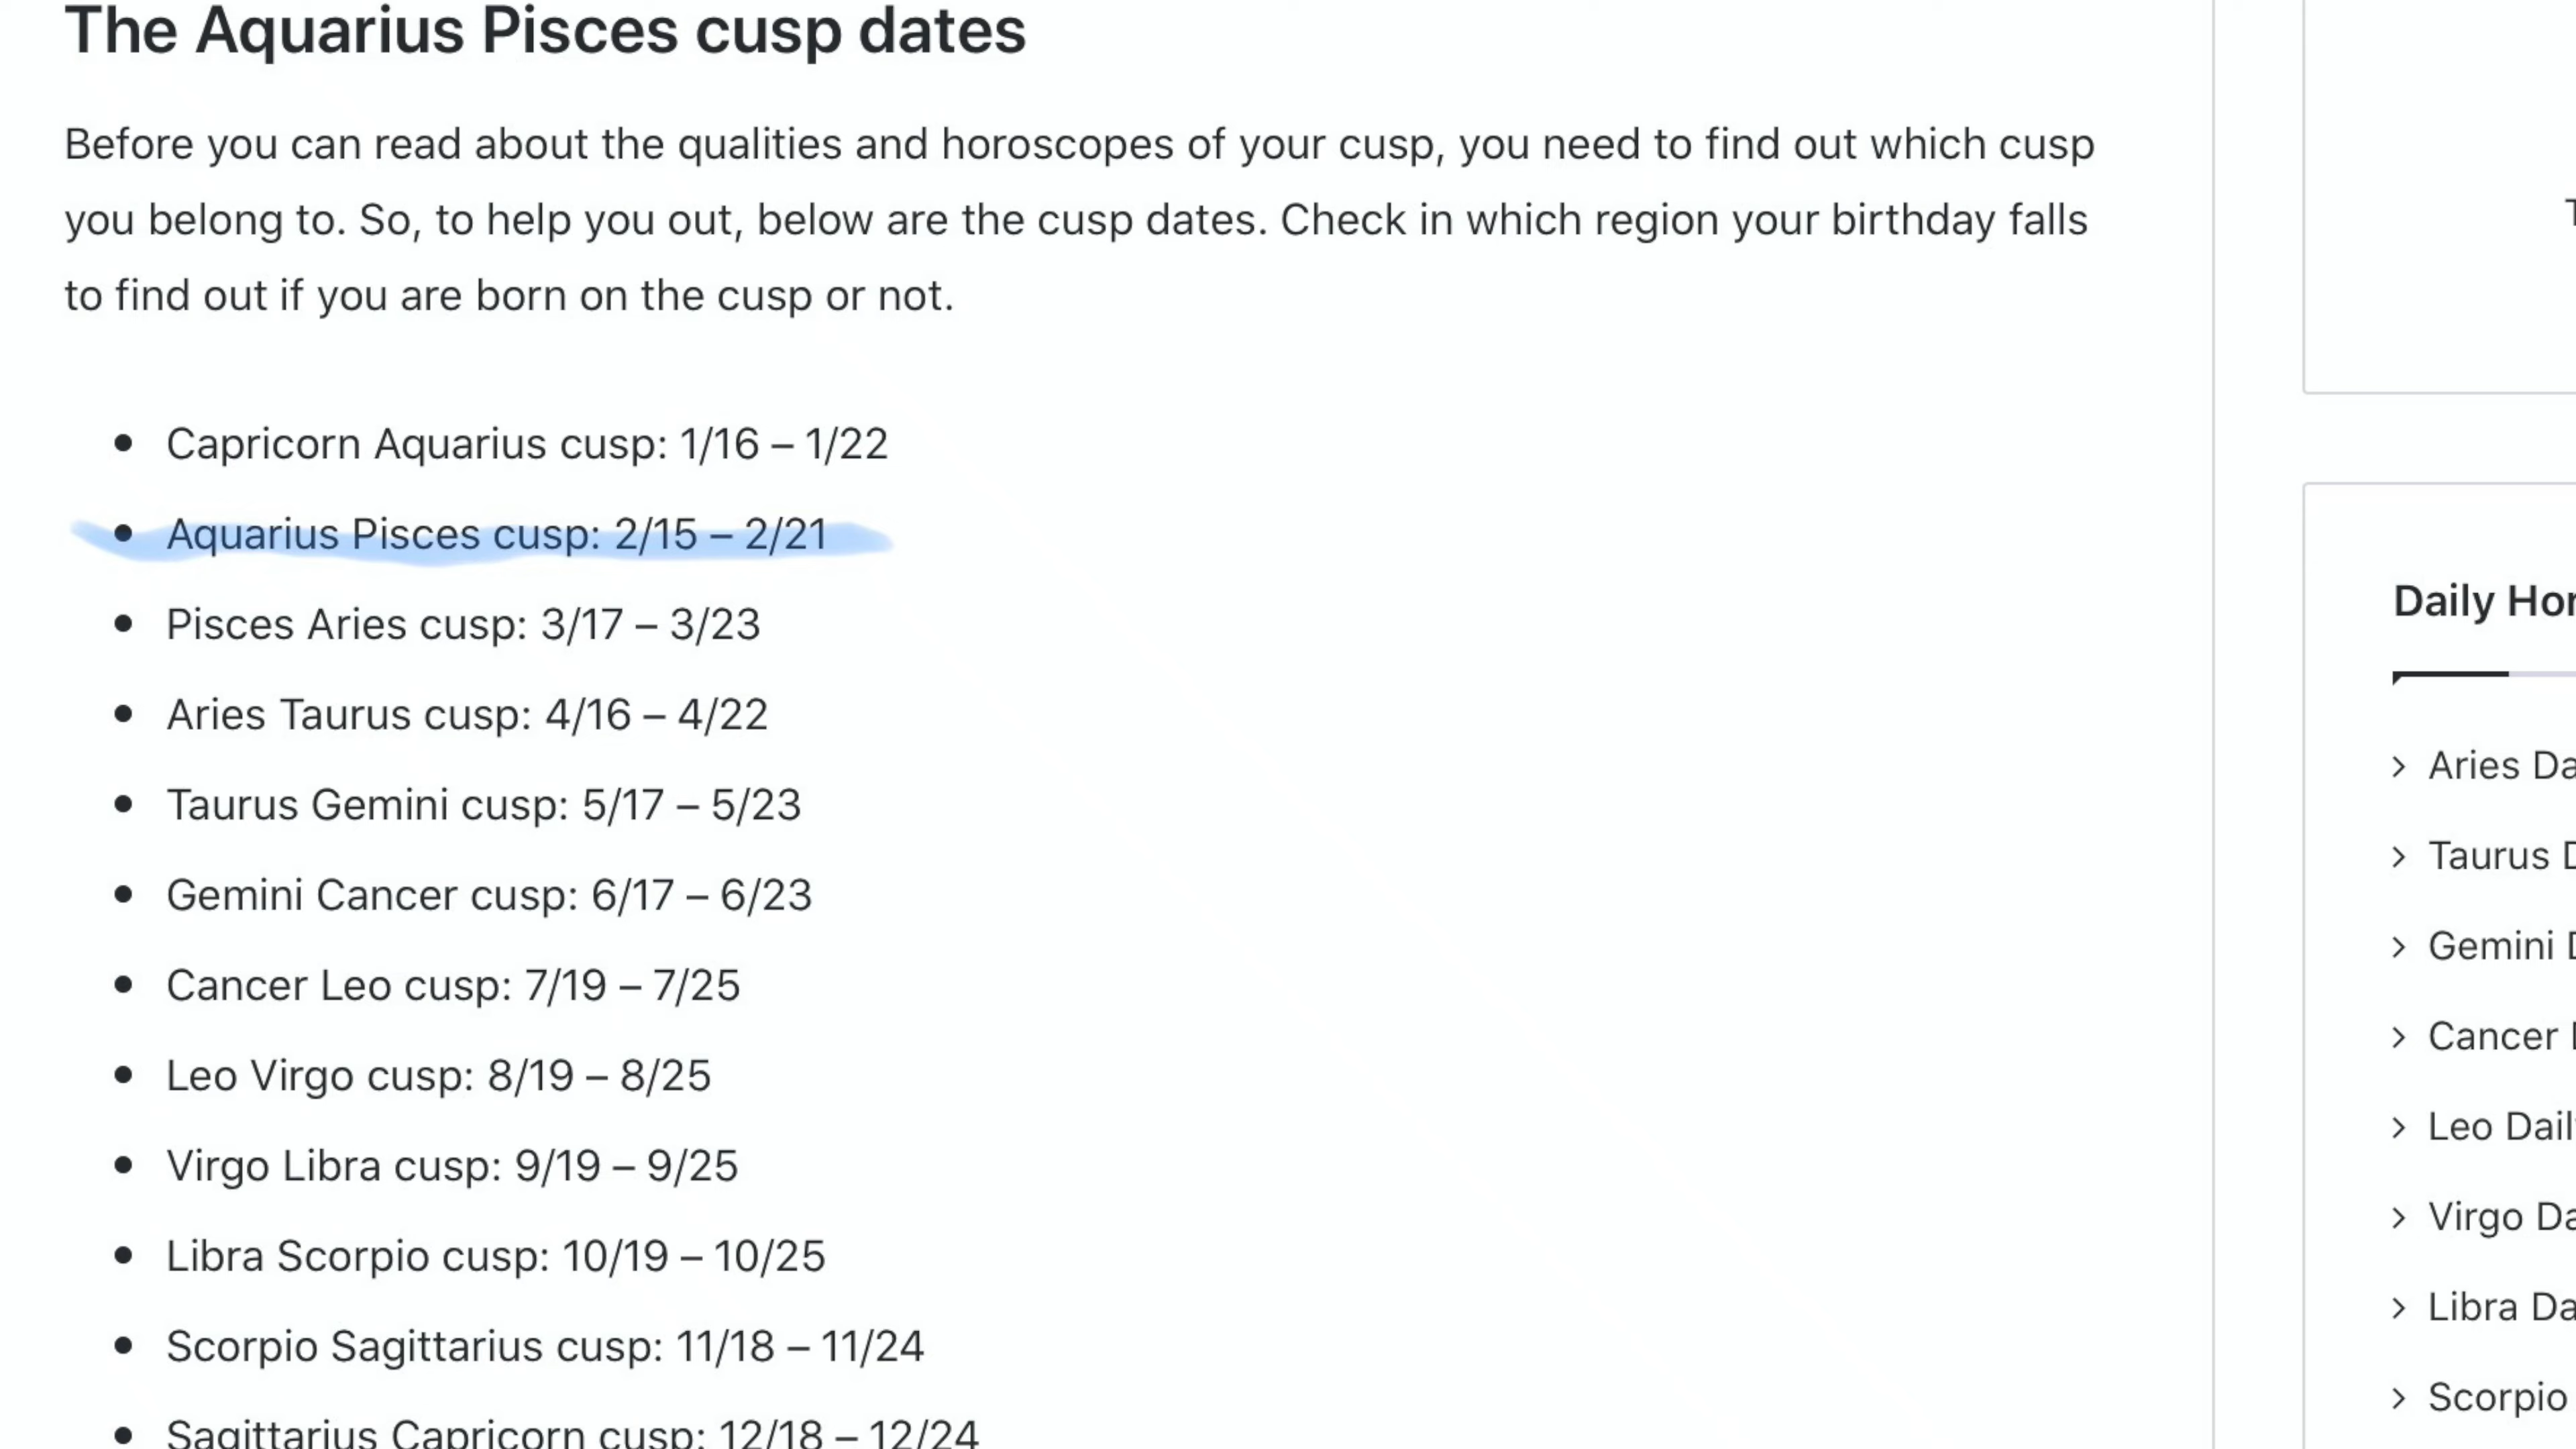 The Aquarius Pisces cusp dates
Before you can read about the qualities and horoscopes of your cusp, you need to find out which cusp
you belong to. So, to help you out, below are the cusp dates. Check in which region your birthday falls
to find out if you are born on the cusp or not.
• Capricorn Aquarius cusp: 1/16 – 1/22
• Aquarius Pisces cusp: 2/15 – 2/21
• Pisces Aries cusp: 3/17 – 3/23
• Aries Taurus cusp: 4/16 – 4/22
• Taurus Gemini cusp: 5/17 – 5/23
• Gemini Cancer cusp: 6/17 – 6/23
• Cancer Leo cusp: 7/19 – 7/25
• Leo Virgo cusp: 8/19 – 8/25
• Virgo Libra cusp: 9/19 – 9/25
• Libra Scorpio cusp: 10/19 – 10/25
• Scorpio Sagittarius cusp: 11/18 – 11/24
• Sagittarius Capricorn cusp: 12/18 – 12/24
Daily
> Aries
> Taurus
> Gemini
> Cancer
> Leo
> Virgo
> Libra
> Scorpio